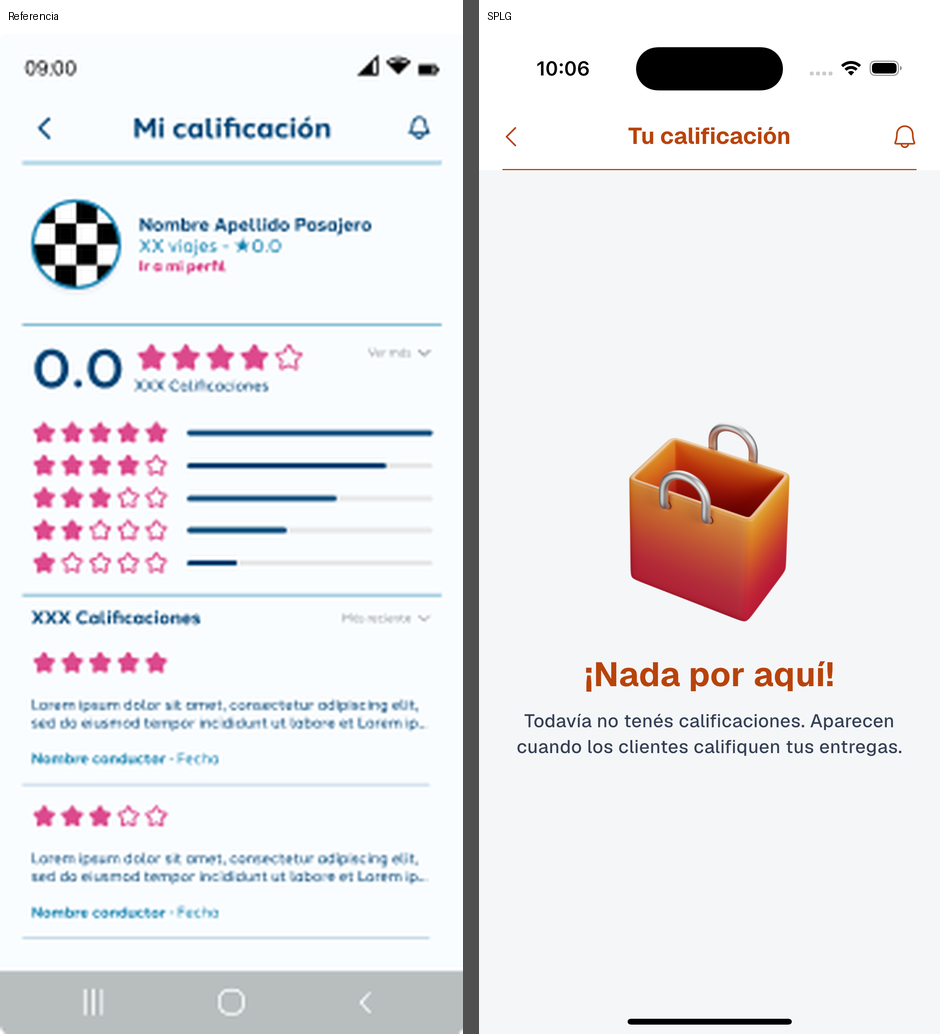 Referencia
09:00
Mi calificación
Nombre Apellido Pasajero
XX viajes - ★0.0
Ir a mi perfil
0.0
XXX Calificaciones
Ver más
XXX Calificaciones
Más reciente
Lorem ipsum dolor sit amet, consectetur adipiscing elit,
sed do eiusmod tempor incididunt ut labore et Lorem ip...
Nombre conductor - Fecha
Lorem ipsum dolor sit amet, consectetur adipiscing elit,
sed do eiusmod tempor incididunt ut labore et Lorem ip...
Nombre conductor - Fecha
SPLG
10:06
Tu calificación
¡Nada por aquí!
Todavía no tenés calificaciones. Aparecen
cuando los clientes califiquen tus entregas.